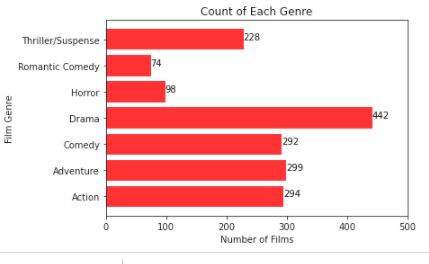 Count of Each Genre
Film Genre
Thriller/Suspense 228
Romantic Comedy 74
Horror 98
Drama 442
Comedy 292
Adventure 299
Action 294
0 100 200 300 400 500
Number of Films